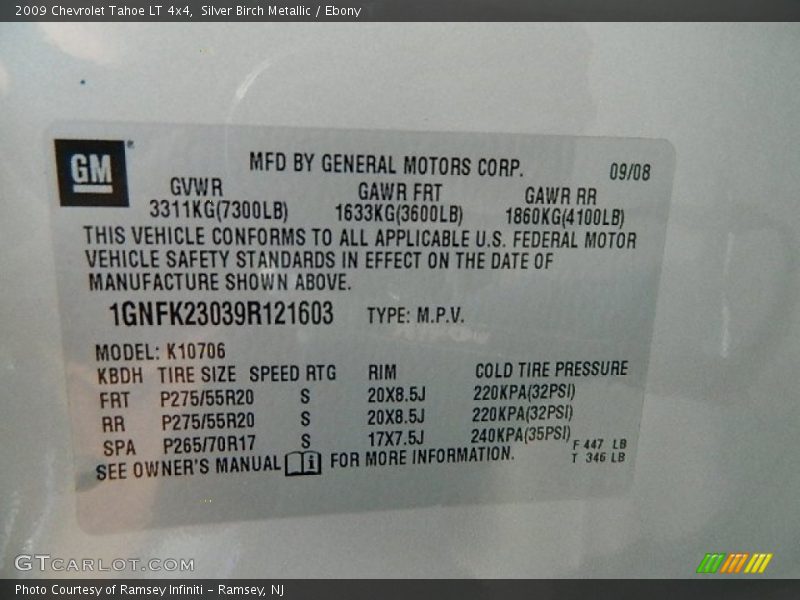 2009 Chevrolet Tahoe LT 4x4, Silver Birch Metallic / Ebony
GM
MFD BY GENERAL MOTORS CORP. 09/08
GVWR GAWR FRT GAWR RR
3311KG(7300LB) 1633KG(3600LB) 1860KG(4100LB)
THIS VEHICLE CONFORMS TO ALL APPLICABLE U.S. FEDERAL MOTOR
VEHICLE SAFETY STANDARDS IN EFFECT ON THE DATE OF
MANUFACTURE SHOWN ABOVE.
1GNFK23039R121603 TYPE: M.P.V.
MODEL: K10706
KBDH TIRE SIZE SPEED RTG RIM COLD TIRE PRESSURE
FRT P275/55R20 S 20X8.5J 220KPA(32PSI)
RR P275/55R20 S 20X8.5J 220KPA(32PSI)
SPA P265/70R17 S 17X7.5J 240KPA(35PSI)
F 447 LB
T 346 LB
SEE OWNER'S MANUAL i FOR MORE INFORMATION.
GTCARLOT.COM
Photo Courtesy of Ramsey Infiniti - Ramsey, NJ